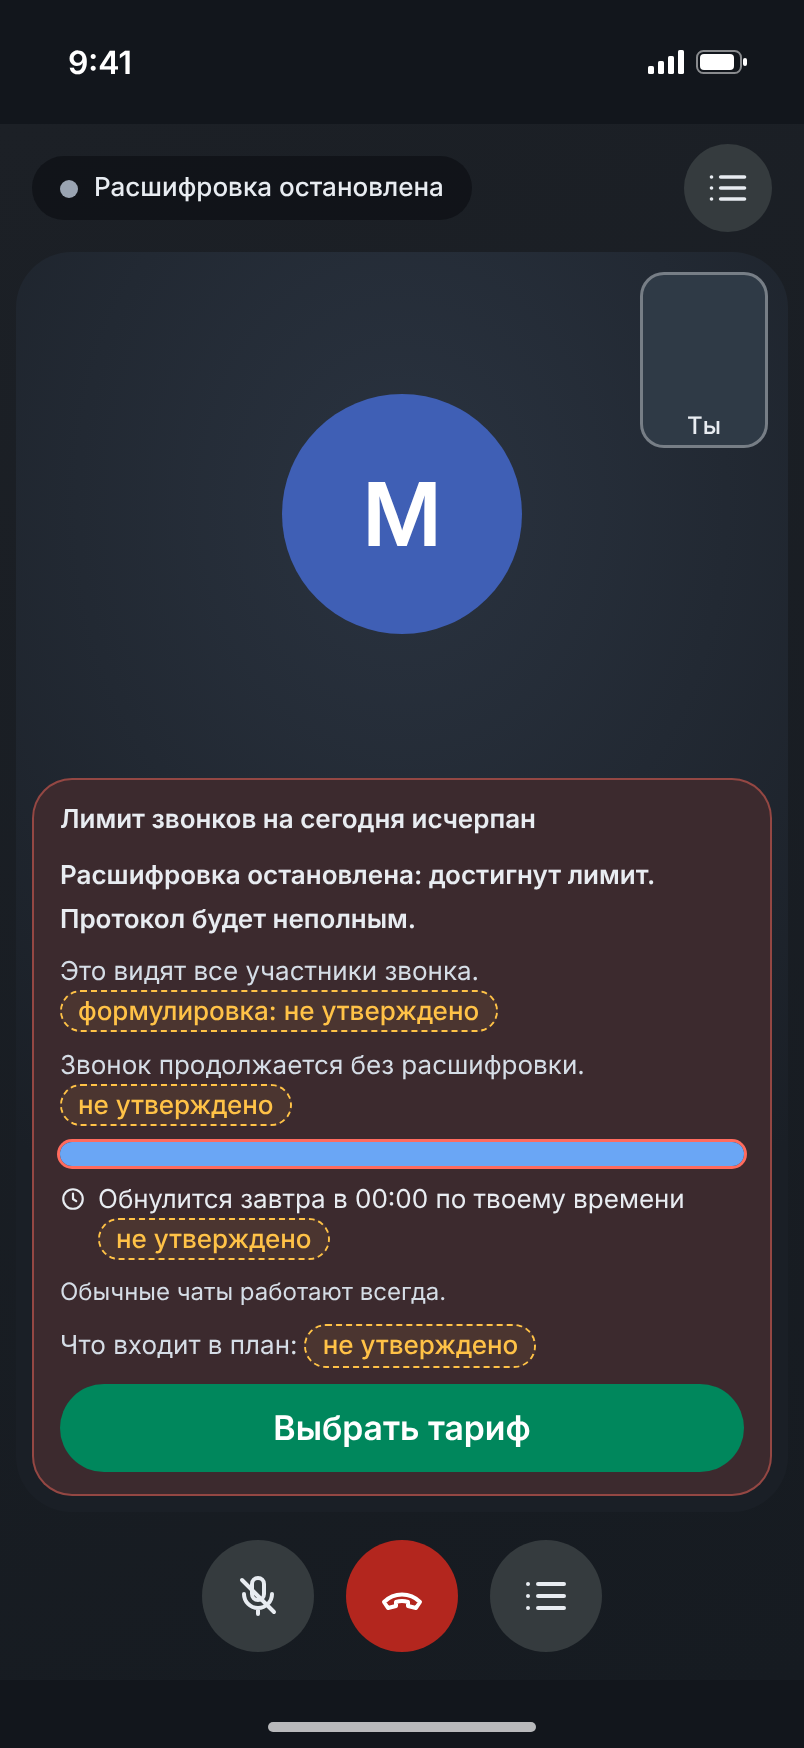 9:41
Расшифровка остановлена
Ты
М
Лимит звонков на сегодня исчерпан
Расшифровка остановлена: достигнут лимит.
Протокол будет неполным.
Это видят все участники звонка.
формулировка: не утверждено
Звонок продолжается без расшифровки.
не утверждено
Обнулится завтра в 00:00 по твоему времени
не утверждено
Обычные чаты работают всегда.
Что входит в план: не утверждено
Выбрать тариф